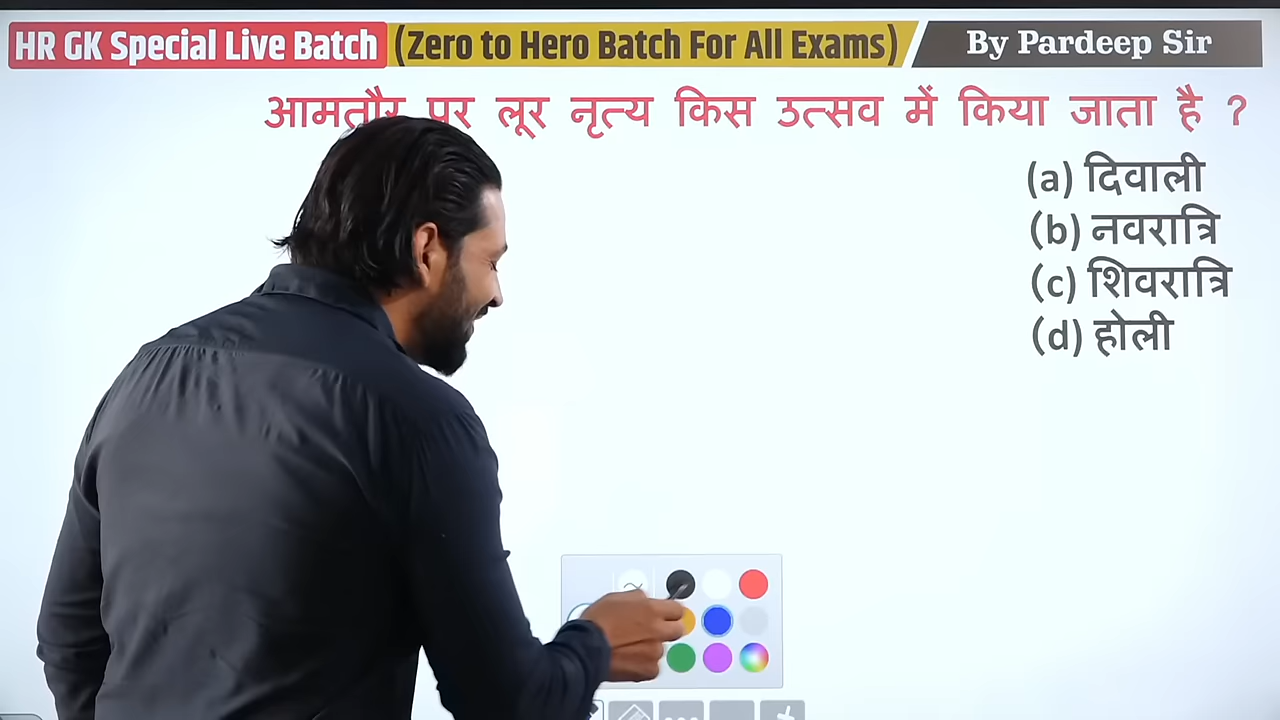 HR GK Special Live Batch (Zero to Hero Batch For All Exams) By Pardeep Sir
आमतौर पर लूर नृत्य किस उत्सव में किया जाता है ?
(a) दिवाली
(b) नवरात्रि
(c) शिवरात्रि
(d) होली